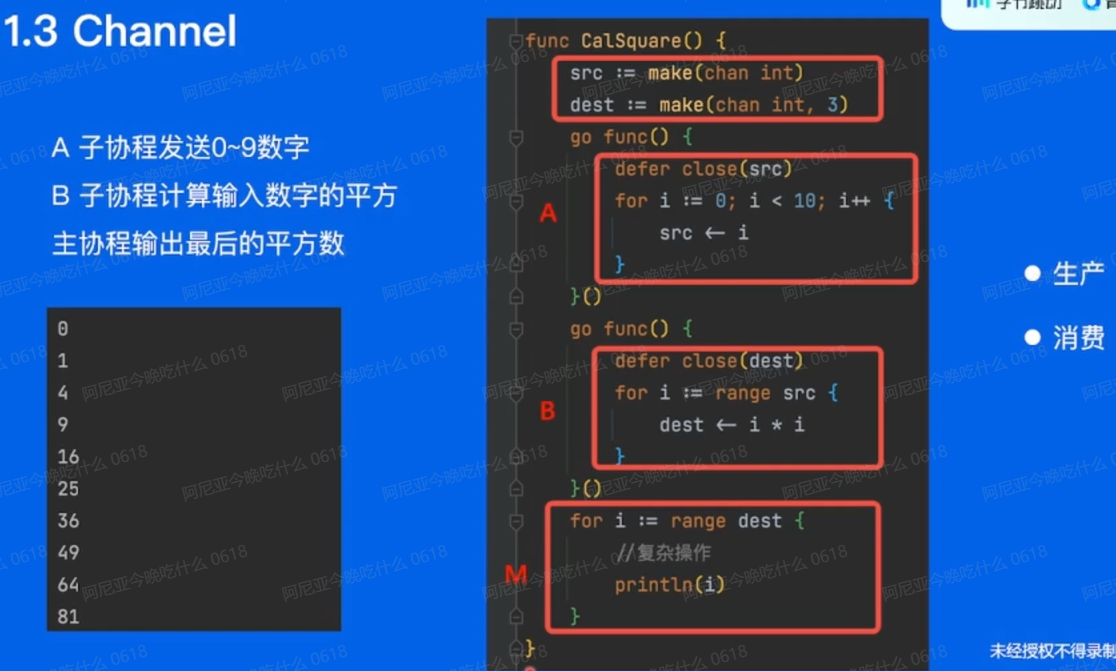 1.3 Channel
字节跳动
A 子协程发送0~9数字
B 子协程计算输入数字的平方
主协程输出最后的平方数
0
1
4
9
16
25
36
49
64
81
func CalSquare() {
src := make(chan int)
dest := make(chan int, 3)
go func() {
defer close(src)
for i := 0; i < 10; i++ {
src <- i
}
}()
go func() {
defer close(dest)
for i := range src {
dest <- i * i
}
}()
for i := range dest {
//复杂操作
println(i)
}
}
A
B
M
生产
消费
未经授权不得录制
阿尼亚今晚吃什么 0618